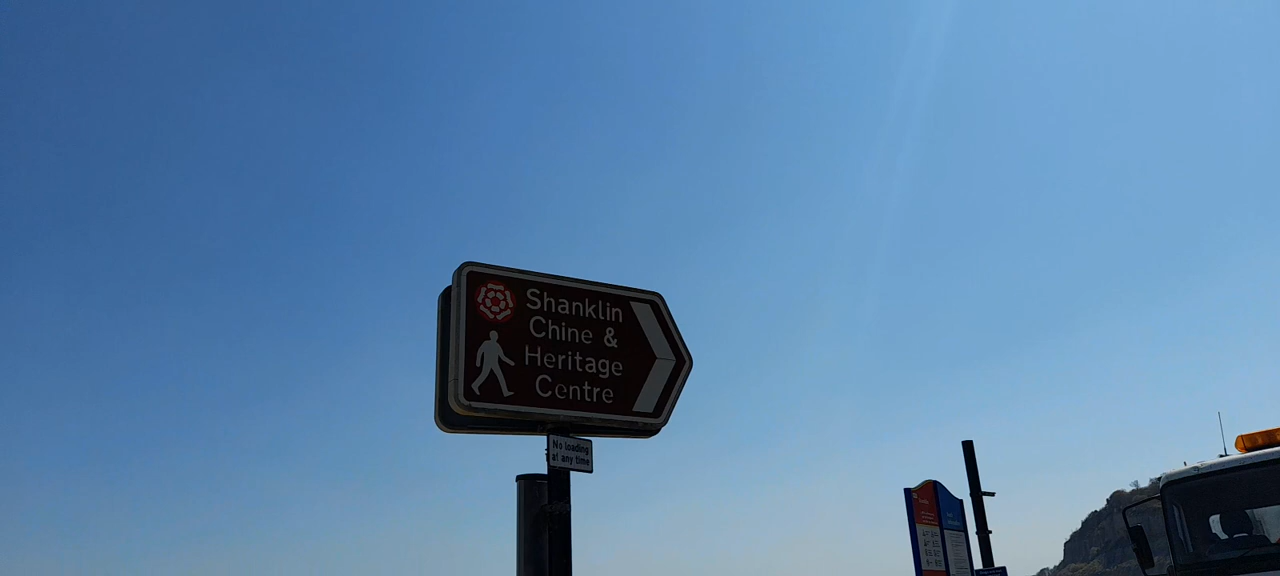 Shanklin
Chine &
Heritage
Centre
No loading
at any time